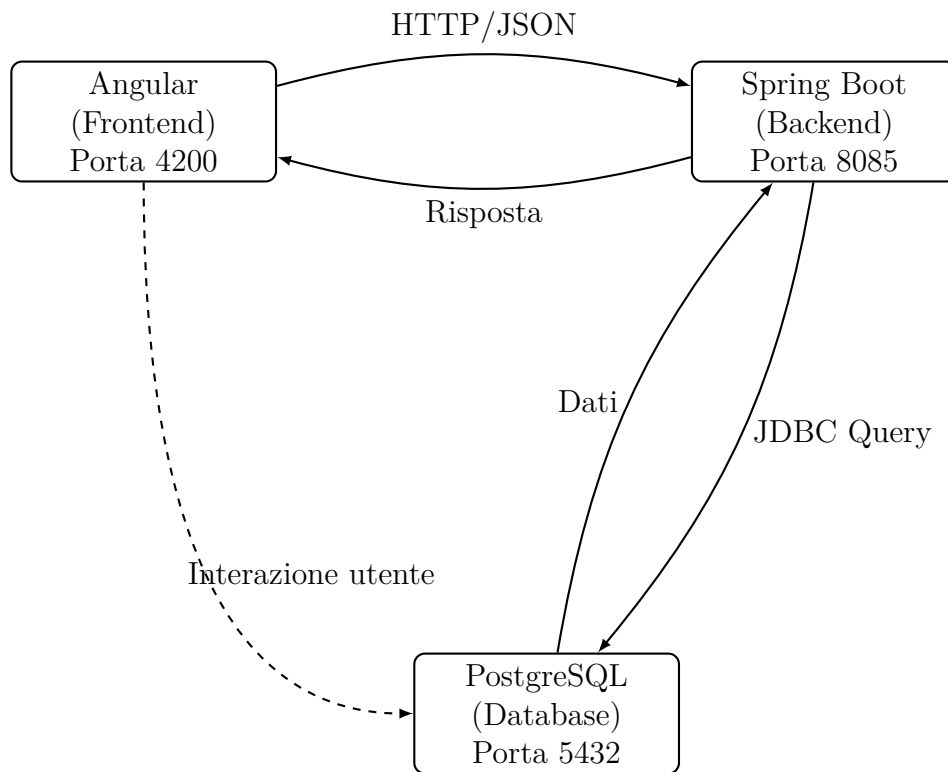 HTTP/JSON
Angular
(Frontend)
Porta 4200
Spring Boot
(Backend)
Porta 8085
Risposta
Dati
JDBC Query
Interazione utente
PostgreSQL
(Database)
Porta 5432